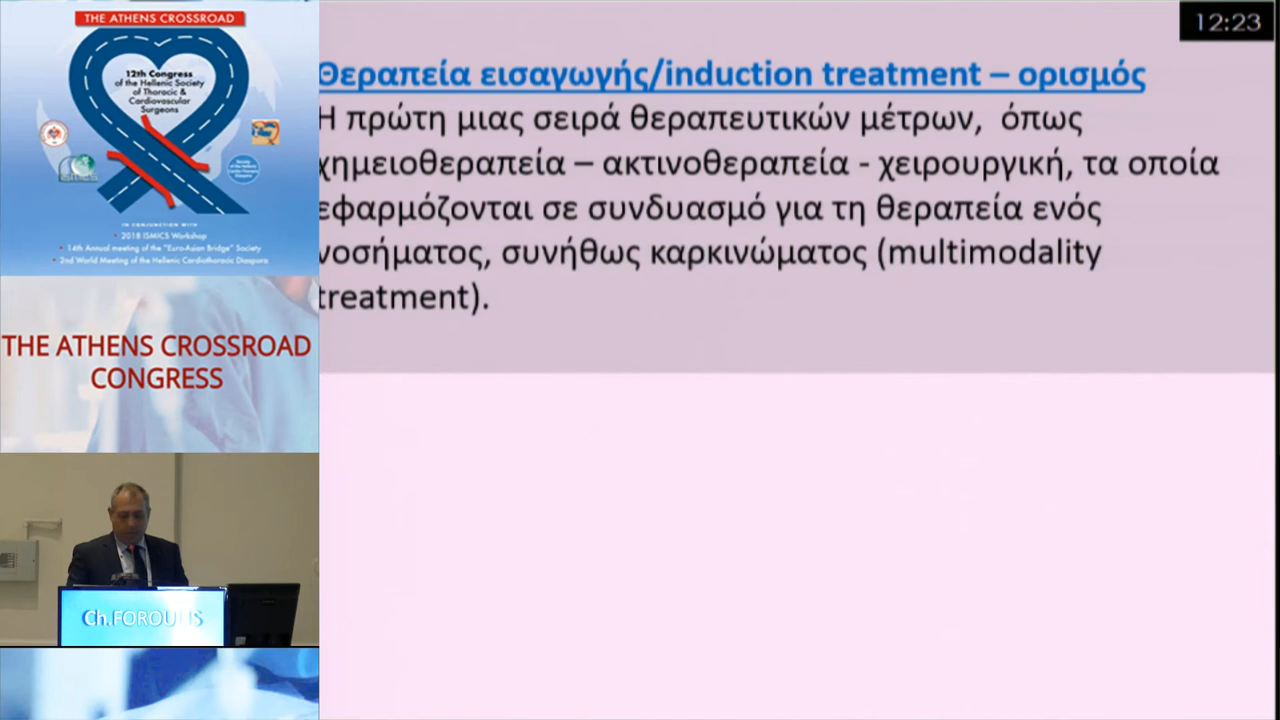 THE ATHENS CROSSROAD
12th Congress
of the Hellenic Society
of Thoracic &
Cardiovascular
Surgeons
IN CONJUNCTION WITH
• 2018 ISMICS Workshop
• 14th Annual meeting of the "Euro-Asian Bridge" Society
• 2nd World Meeting of the Hellenic Cardiothoracic Diaspora
THE ATHENS CROSSROAD
CONGRESS
Ch.FOROULIS
12:23
Θεραπεία εισαγωγής/induction treatment – ορισμός
Η πρώτη μιας σειρά θεραπευτικών μέτρων, όπως
χημειοθεραπεία – ακτινοθεραπεία - χειρουργική, τα οποία
εφαρμόζονται σε συνδυασμό για τη θεραπεία ενός
νοσήματος, συνήθως καρκινώματος (multimodality
treatment).